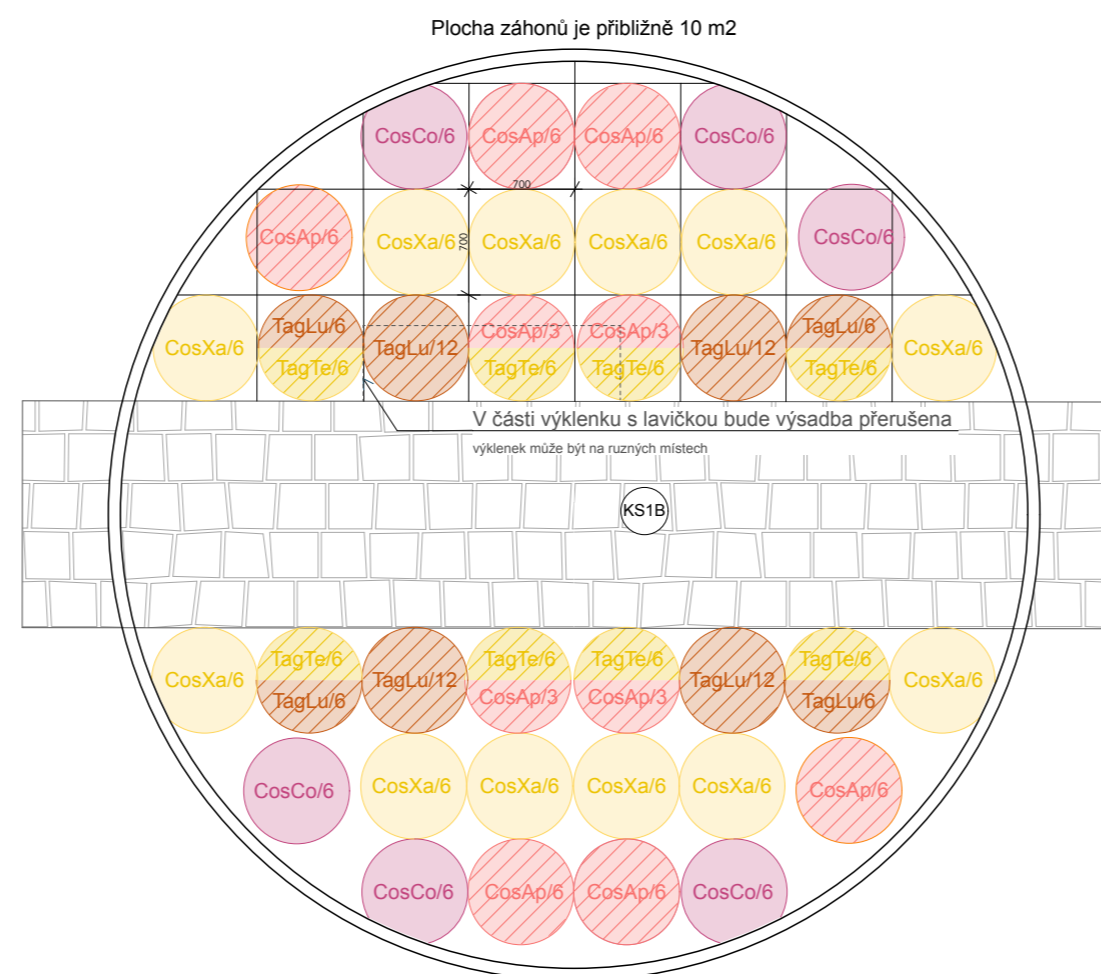 Plocha záhonů je přibližně 10 m2
CosCo/6 CosAp/6 CosAp/6 CosCo/6
700
CosAp/6 CosXa/6 700 CosXa/6 CosXa/6 CosXa/6 CosCo/6
TagLu/6 CosAp/3 CosAp/3 TagLu/6
CosXa/6 TagLu/12 TagLu/12 CosXa/6
TagTe/6 TagTe/6 TagTe/6 TagTe/6
V části výklenku s lavičkou bude výsadba přerušena
výklenek může být na ruzných místech
KS1B
TagTe/6 TagTe/6 TagTe/6 TagTe/6
CosXa/6 TagLu/12 TagLu/12 CosXa/6
TagLu/6 CosAp/3 CosAp/3 TagLu/6
CosCo/6 CosXa/6 CosXa/6 CosXa/6 CosXa/6 CosAp/6
CosCo/6 CosAp/6 CosAp/6 CosCo/6